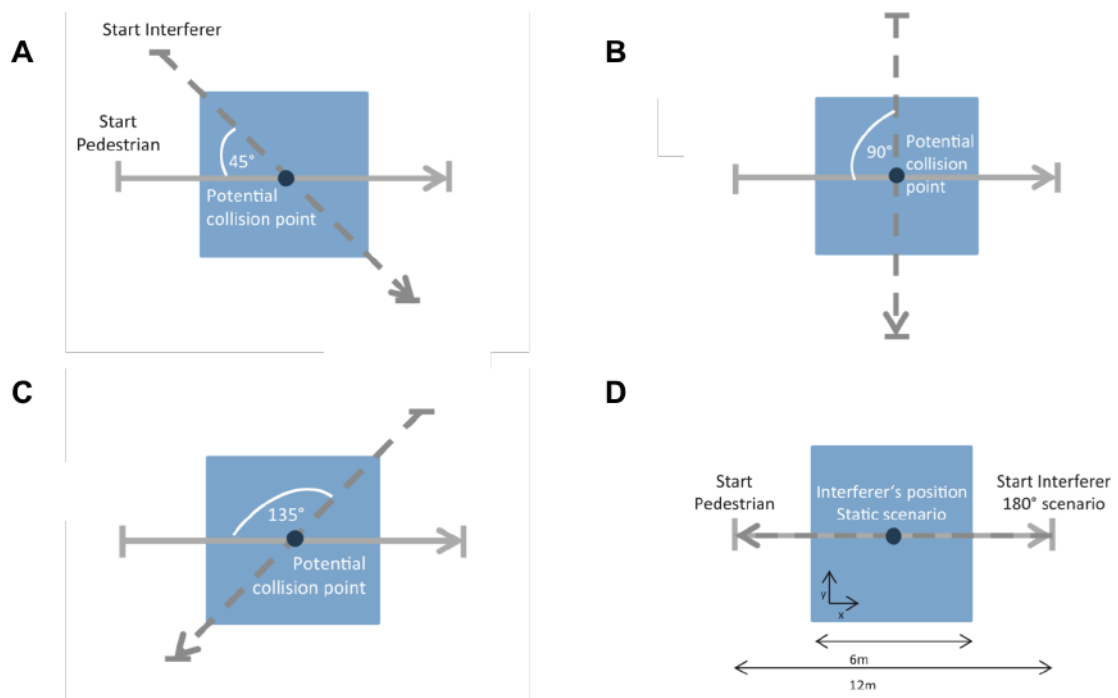 A
Start Interferer
Start
Pedestrian
45°
Potential
collision point
B
90°
Potential
collision
point
C
135°
Potential
collision point
D
Start
Pedestrian
Interferer's position
Static scenario
Start Interferer
180° scenario
y
x
6m
12m